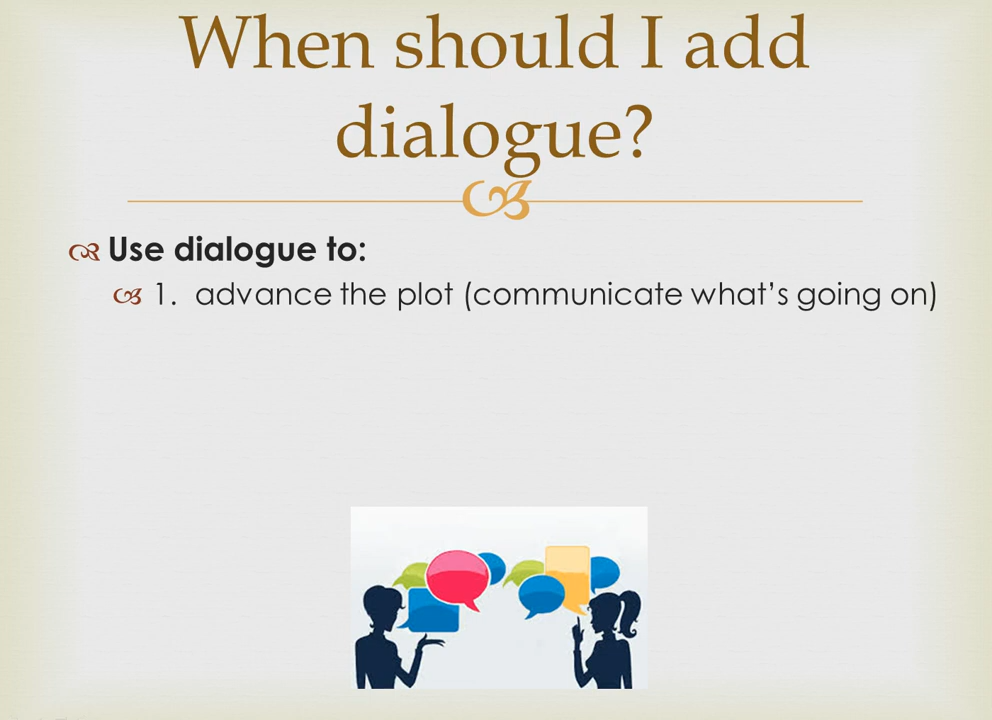 When should I add
dialogue?
Use dialogue to:
1. advance the plot (communicate what’s going on)